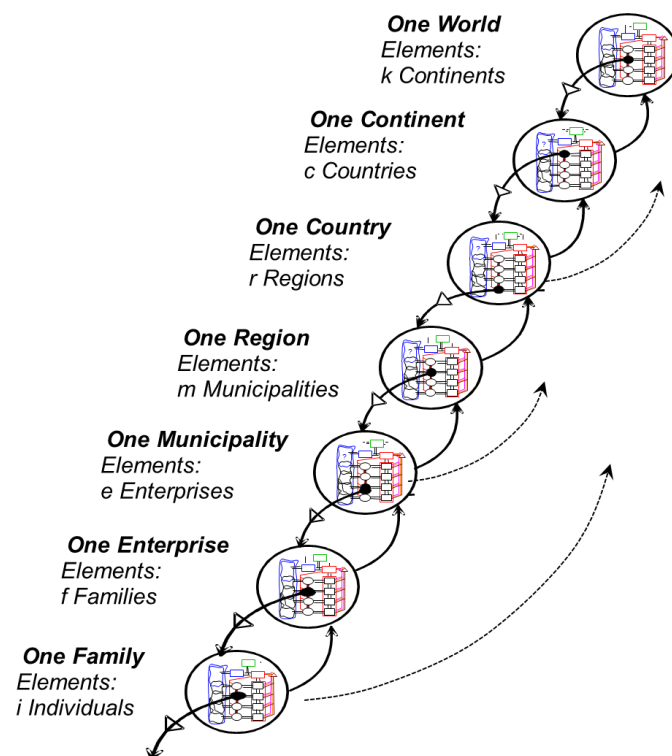 One World
Elements:
k Continents
One Continent
Elements:
c Countries
One Country
Elements:
r Regions
One Region
Elements:
m Municipalities
One Municipality
Elements:
e Enterprises
One Enterprise
Elements:
f Families
One Family
Elements:
i Individuals